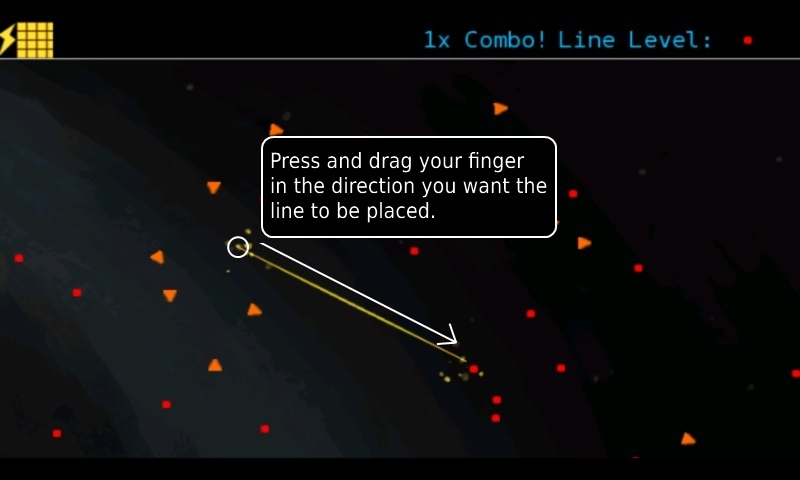 1x Combo! Line Level:
Press and drag your finger
in the direction you want the
line to be placed.